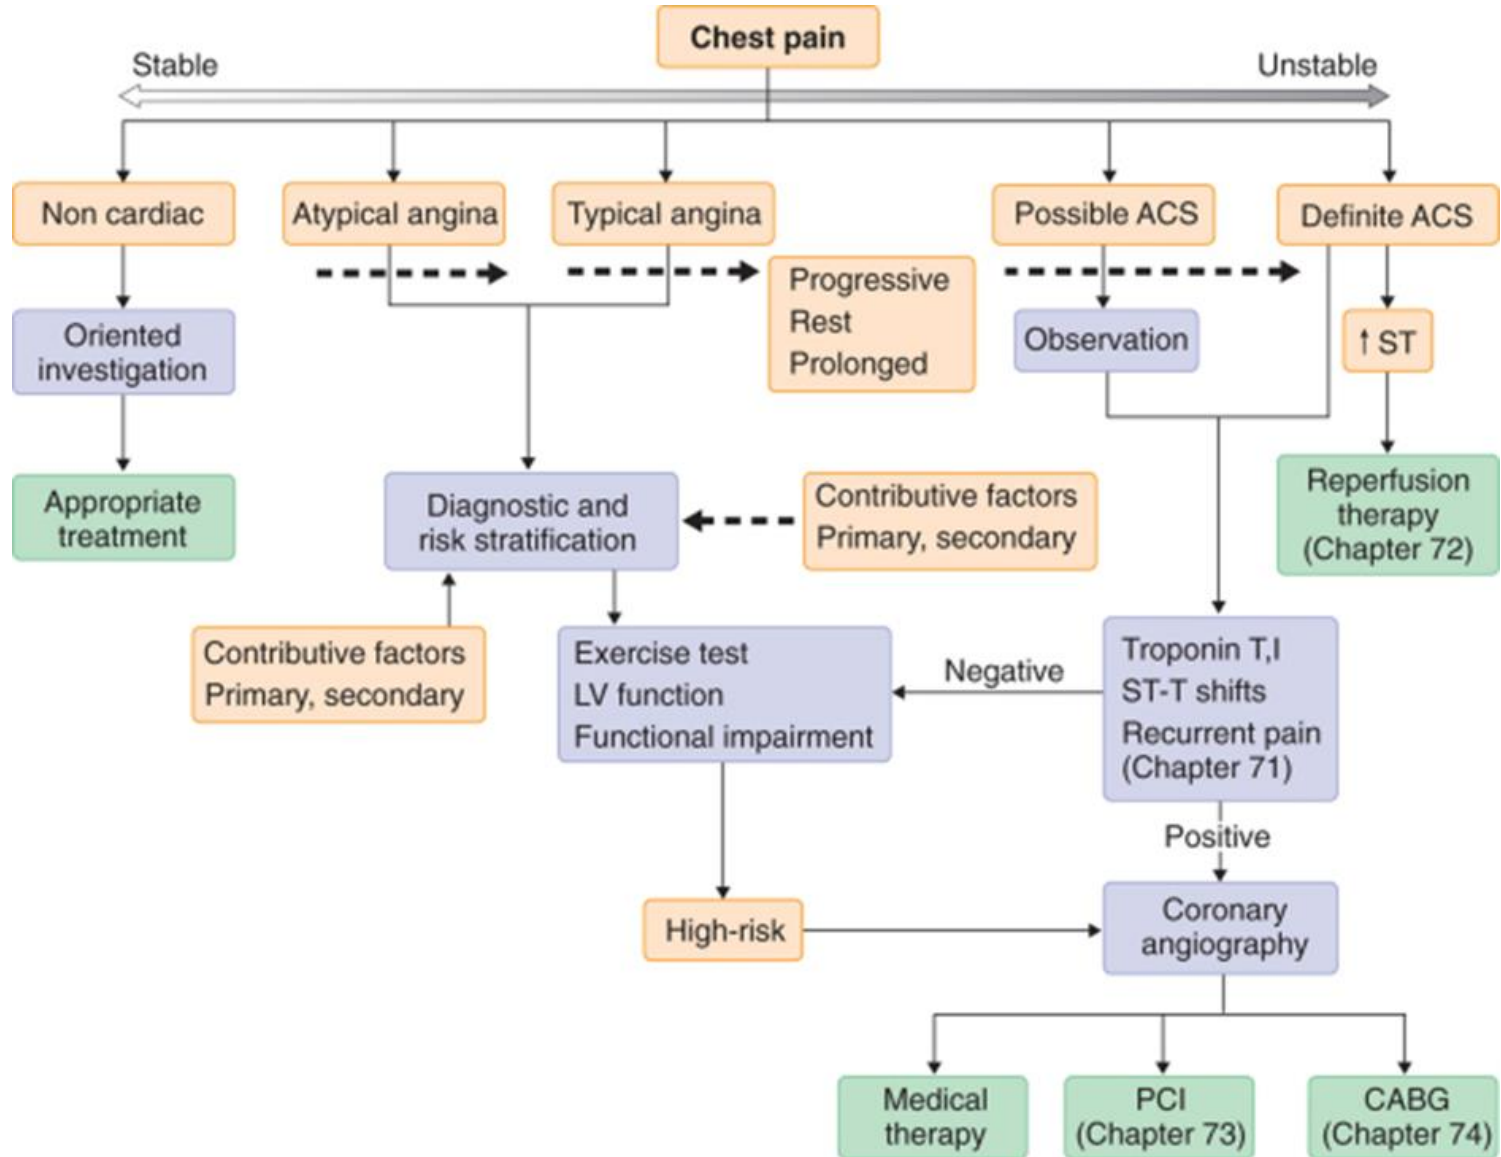 Chest pain
Stable
Unstable
Non cardiac
Atypical angina
Typical angina
Possible ACS
Definite ACS
Progressive
Rest
Prolonged
Oriented
investigation
Observation
↑ ST
Appropriate
treatment
Diagnostic and
risk stratification
Contributive factors
Primary, secondary
Reperfusion
therapy
(Chapter 72)
Contributive factors
Primary, secondary
Exercise test
LV function
Functional impairment
Negative
Troponin T,I
ST-T shifts
Recurrent pain
(Chapter 71)
Positive
High-risk
Coronary
angiography
Medical
therapy
PCI
(Chapter 73)
CABG
(Chapter 74)